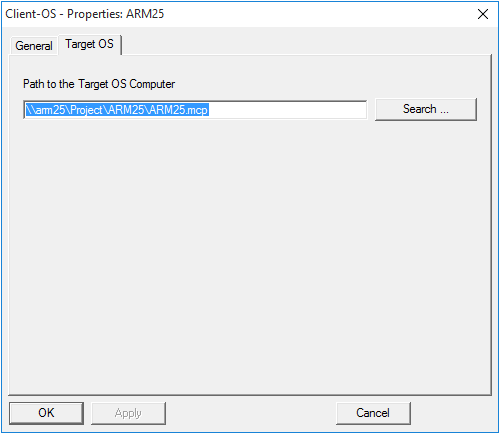 Client-OS - Properties: ARM25
General
Target OS
Path to the Target OS Computer
\\arm25\Project\ARM25\ARM25.mcp
Search ...
OK
Apply
Cancel